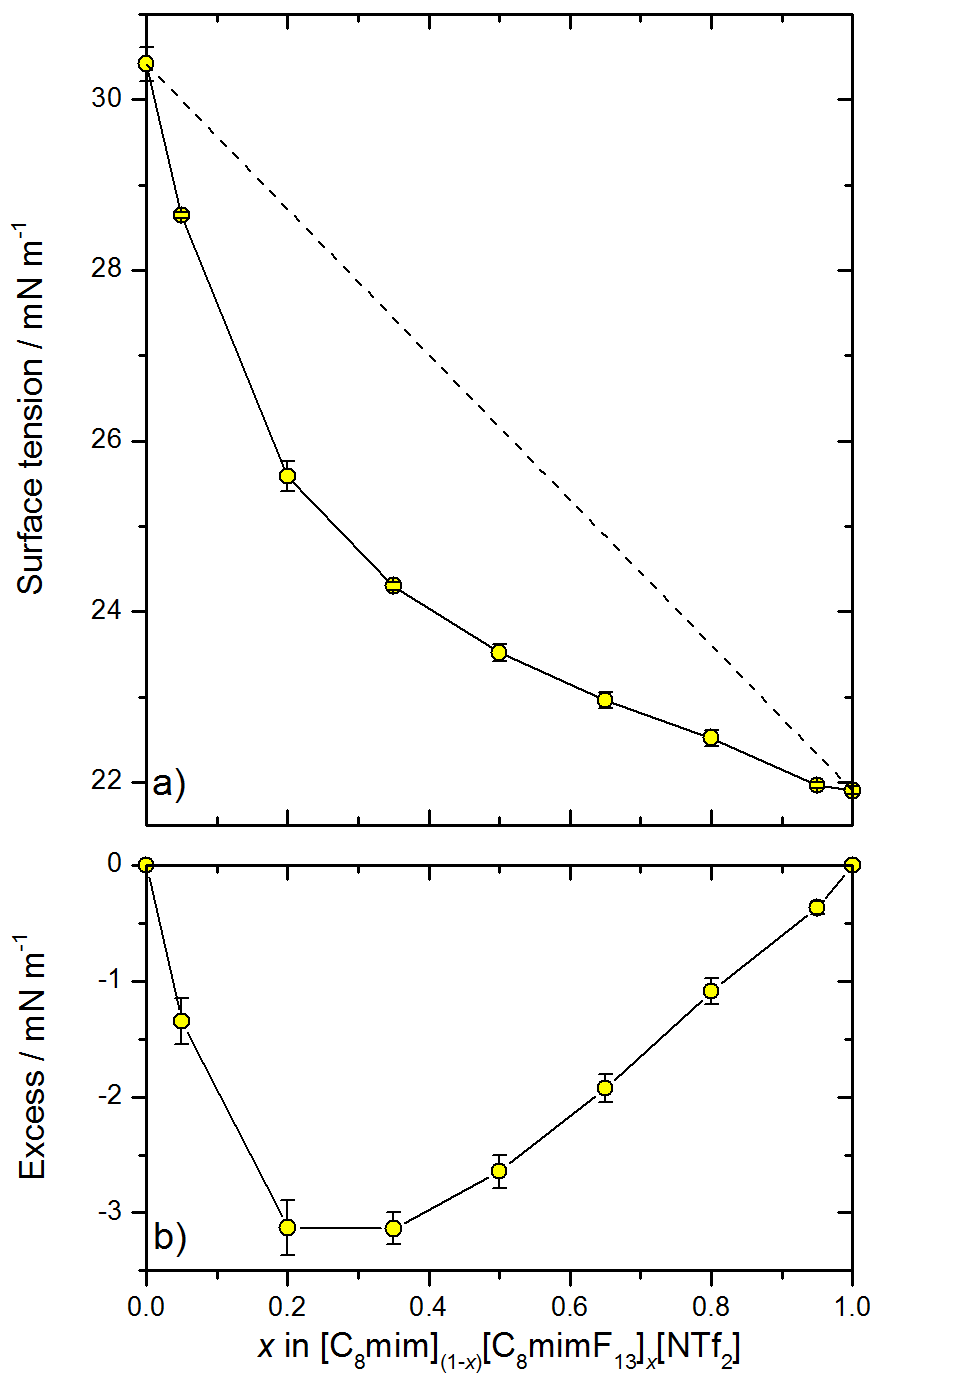 30
28
26
24
22
Surface tension / mN m⁻¹
a)
0
-1
-2
-3
Excess / mN m⁻¹
b)
0.0 0.2 0.4 0.6 0.8 1.0
x in [C₈mim]₍₁₋ₓ₎[C₈mimF₁₃]ₓ[NTf₂]